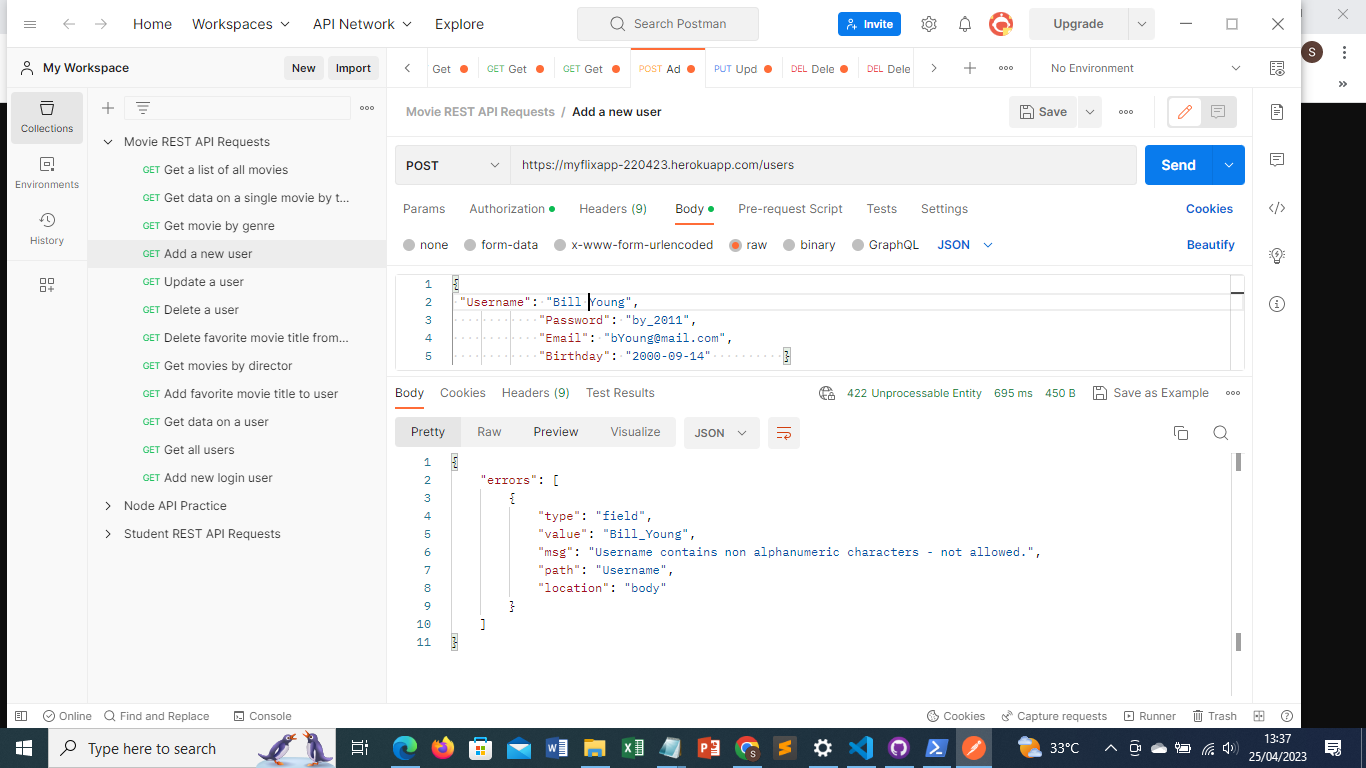 Home Workspaces API Network Explore Search Postman Invite Upgrade
S
My Workspace New Import Get GET Get GET Get POST Ad PUT Upd DEL Dele DEL Dele No Environment
Collections
Environments
History
Movie REST API Requests
GET Get a list of all movies
GET Get data on a single movie by t...
GET Get movie by genre
GET Add a new user
GET Update a user
GET Delete a user
GET Delete favorite movie title from...
GET Get movies by director
GET Add favorite movie title to user
GET Get data on a user
GET Get all users
GET Add new login user
Node API Practice
Student REST API Requests
Movie REST API Requests / Add a new user Save
POST https://myflixapp-220423.herokuapp.com/users Send
Params Authorization Headers (9) Body Pre-request Script Tests Settings Cookies
none form-data x-www-form-urlencoded raw binary GraphQL JSON Beautify
1 {
2 "Username": "Bill Young",
3 "Password": "by_2011",
4 "Email": "bYoung@mail.com",
5 "Birthday": "2000-09-14" }
Body Cookies Headers (9) Test Results 422 Unprocessable Entity 695 ms 450 B Save as Example
Pretty Raw Preview Visualize JSON
1 {
2 "errors": [
3 {
4 "type": "field",
5 "value": "Bill_Young",
6 "msg": "Username contains non alphanumeric characters - not allowed.",
7 "path": "Username",
8 "location": "body"
9 }
10 ]
11 }
Online Find and Replace Console Cookies Capture requests Runner Trash
Type here to search 33°C 13:37
25/04/2023